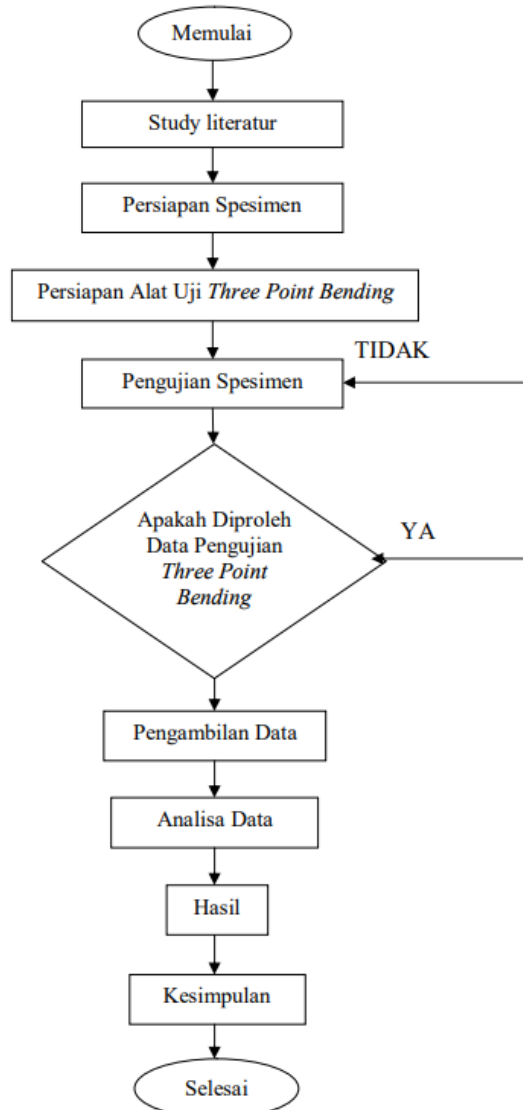 Memulai
Study literatur
Persiapan Spesimen
Persiapan Alat Uji Three Point Bending
TIDAK
Pengujian Spesimen
Apakah Diproleh
Data Pengujian
Three Point
Bending
YA
Pengambilan Data
Analisa Data
Hasil
Kesimpulan
Selesai